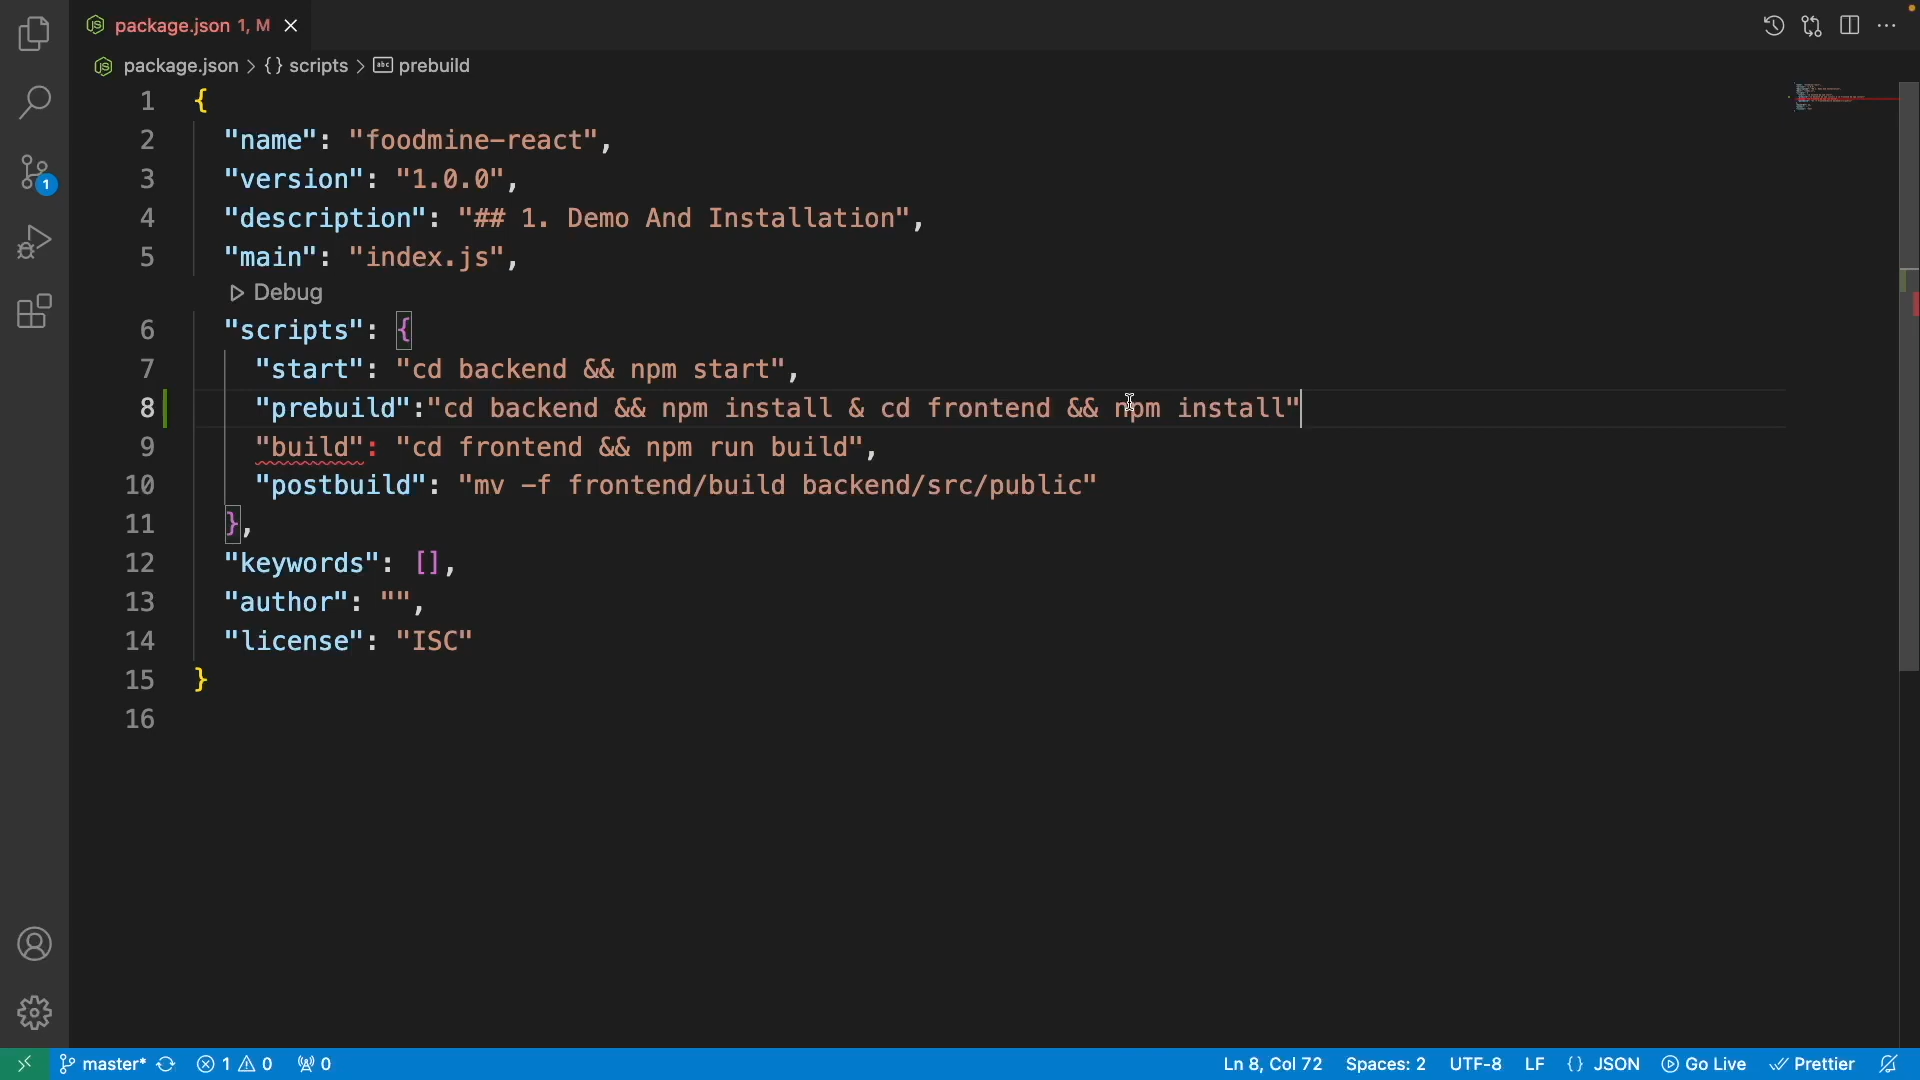 package.json 1, M
package.json > {} scripts > abc prebuild
1 {
2 "name": "foodmine-react",
3 "version": "1.0.0",
4 "description": "## 1. Demo And Installation",
5 "main": "index.js",
Debug
6 "scripts": {
7 "start": "cd backend && npm start",
8 "prebuild":"cd backend && npm install & cd frontend && npm install"
9 "build": "cd frontend && npm run build",
10 "postbuild": "mv -f frontend/build backend/src/public"
11 },
12 "keywords": [],
13 "author": "",
14 "license": "ISC"
15 }
16
1
master* 1 0 0 Ln 8, Col 72 Spaces: 2 UTF-8 LF {} JSON Go Live Prettier